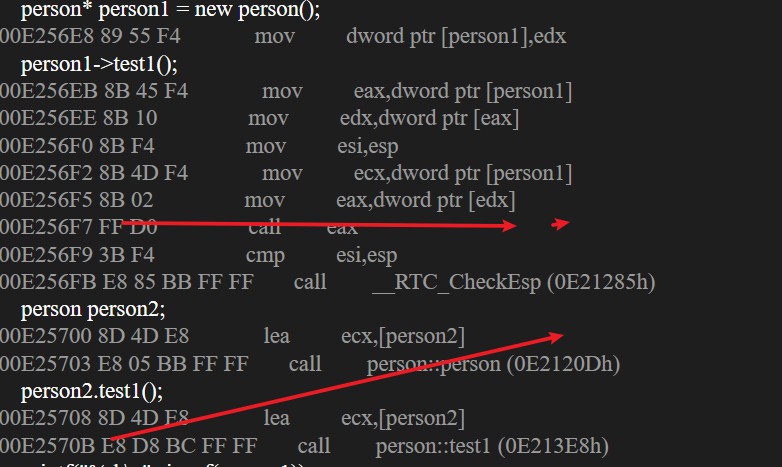 person* person1 = new person();
00E256E8 89 55 F4 mov dword ptr [person1],edx
person1->test1();
00E256EB 8B 45 F4 mov eax,dword ptr [person1]
00E256EE 8B 10 mov edx,dword ptr [eax]
00E256F0 8B F4 mov esi,esp
00E256F2 8B 4D F4 mov ecx,dword ptr [person1]
00E256F5 8B 02 mov eax,dword ptr [edx]
00E256F7 FF D0 call eax
00E256F9 3B F4 cmp esi,esp
00E256FB E8 85 BB FF FF call __RTC_CheckEsp (0E21285h)
person person2;
00E25700 8D 4D E8 lea ecx,[person2]
00E25703 E8 05 BB FF FF call person::person (0E2120Dh)
person2.test1();
00E25708 8D 4D E8 lea ecx,[person2]
00E2570B E8 D8 BC FF FF call person::test1 (0E213E8h)